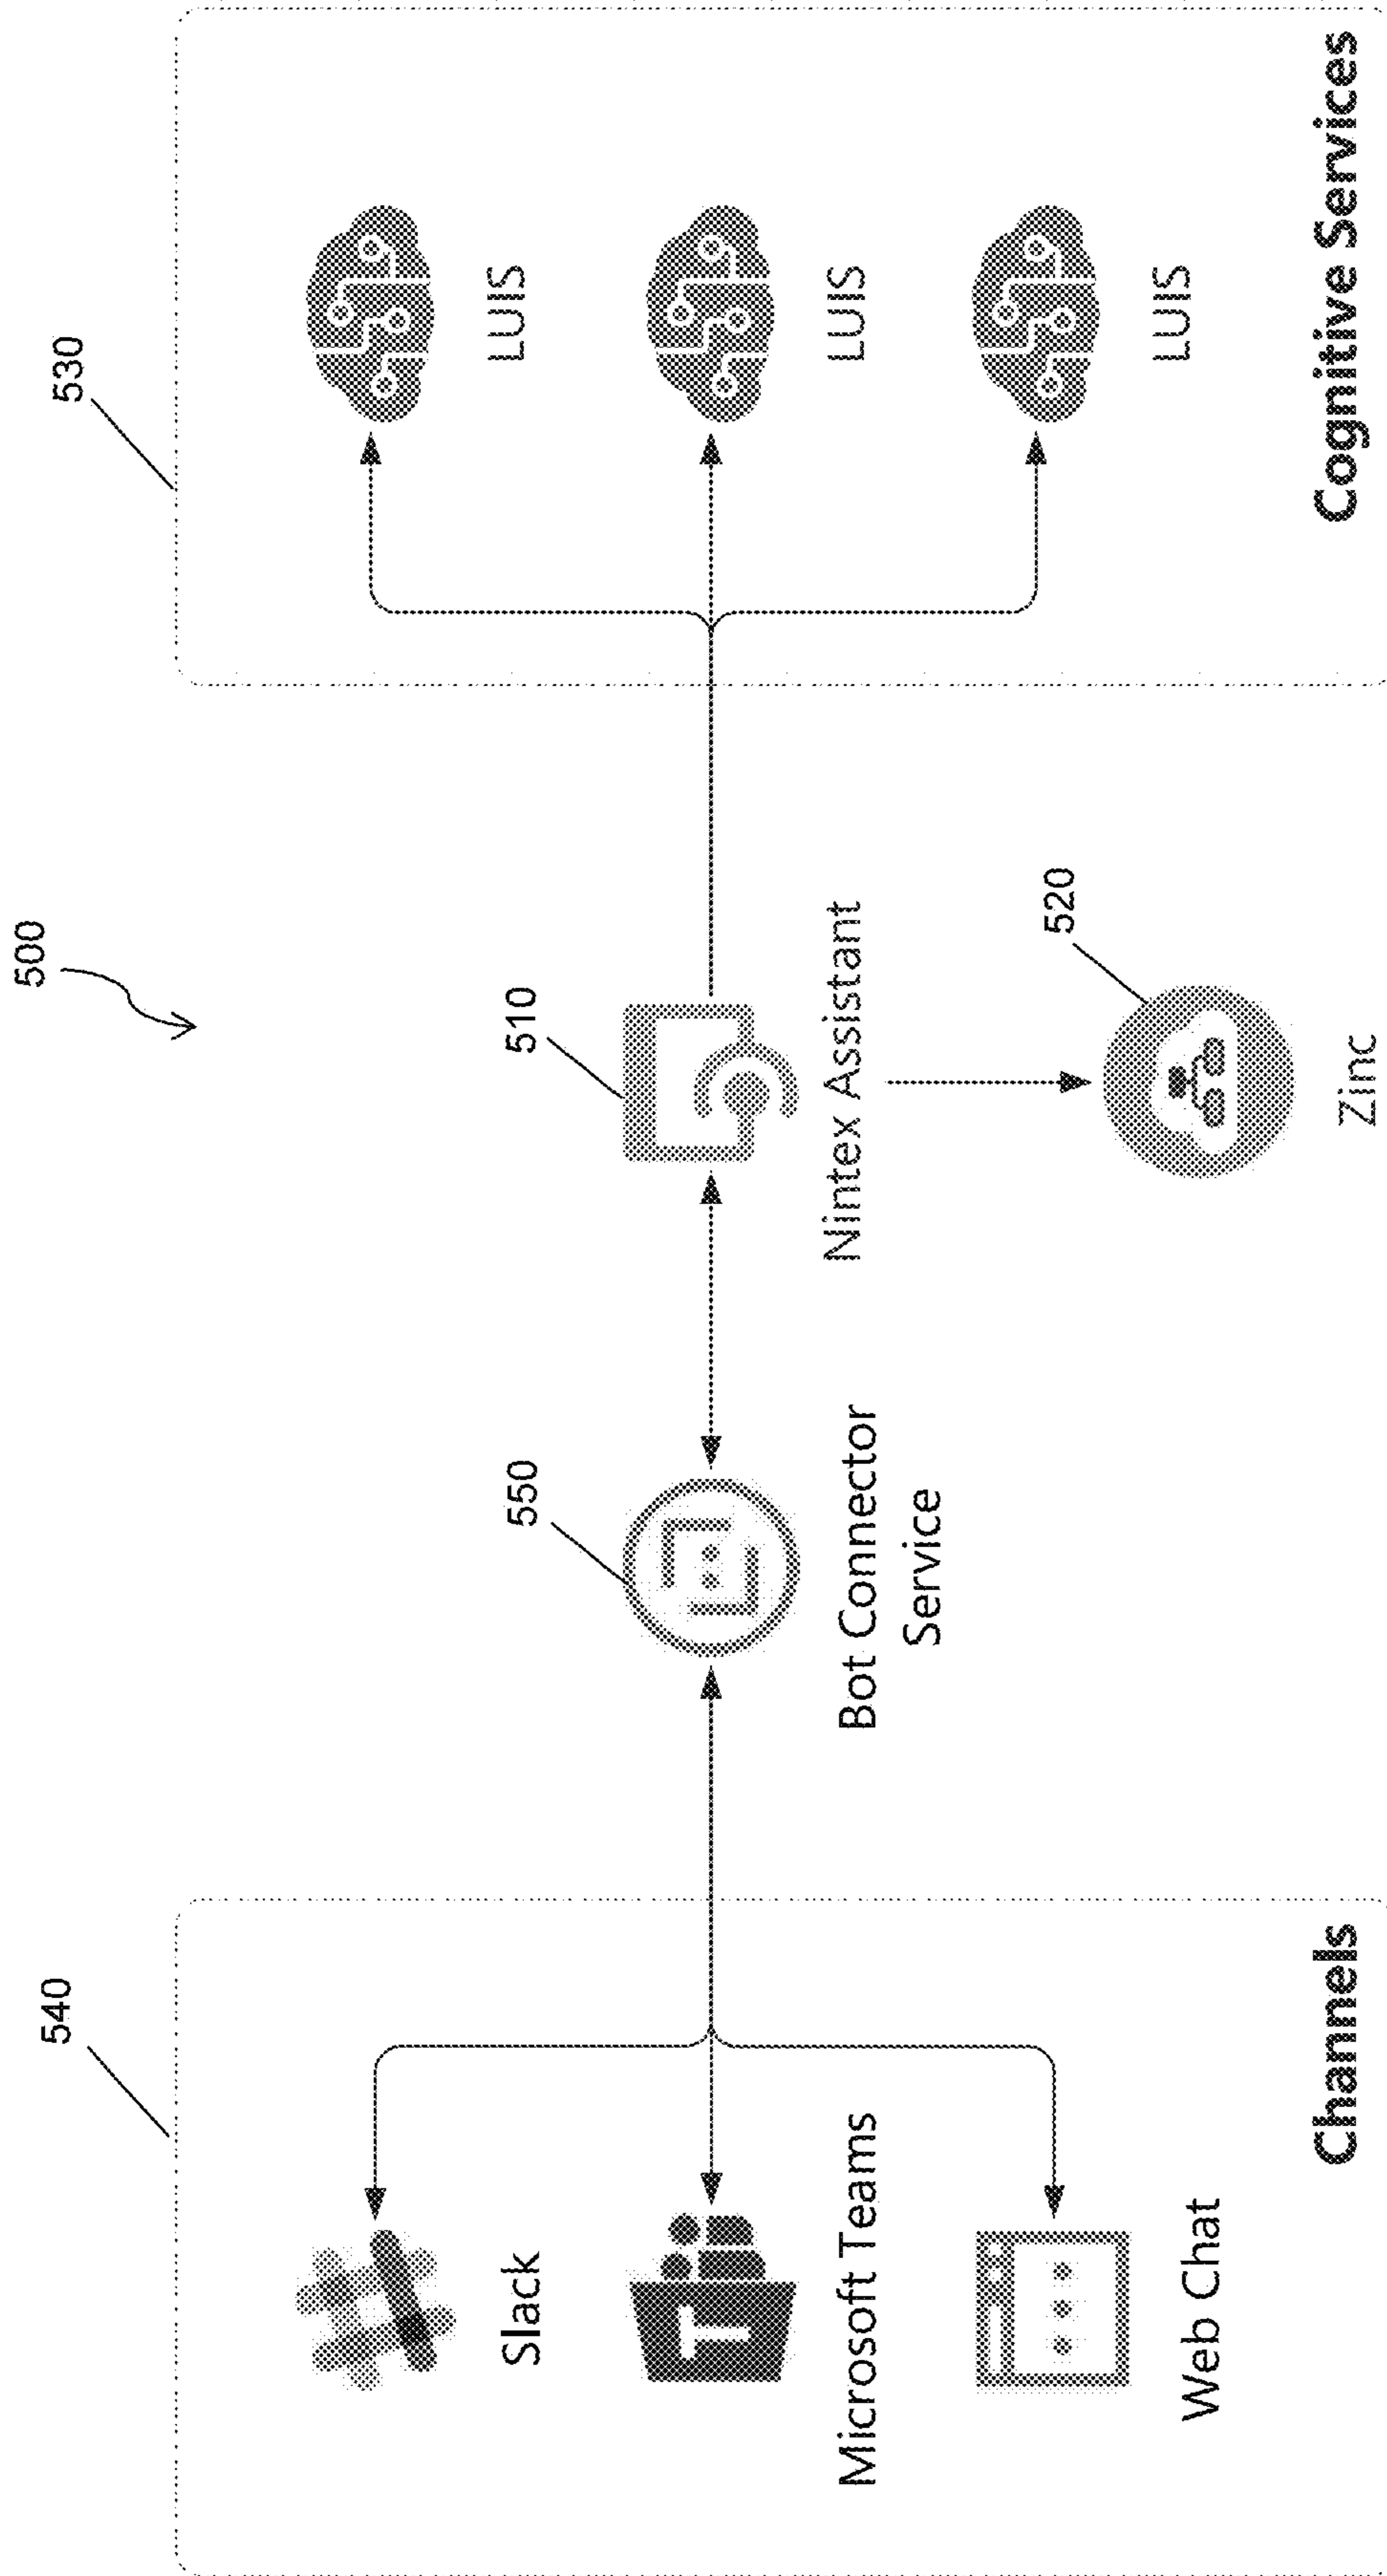 500
540
530
Slack
LUIS
550
510
T
Microsoft Teams
Bot Connector
Service
Nintex Assistant
LUIS
520
Web Chat
Zinc
LUIS
Channels
Cognitive Services